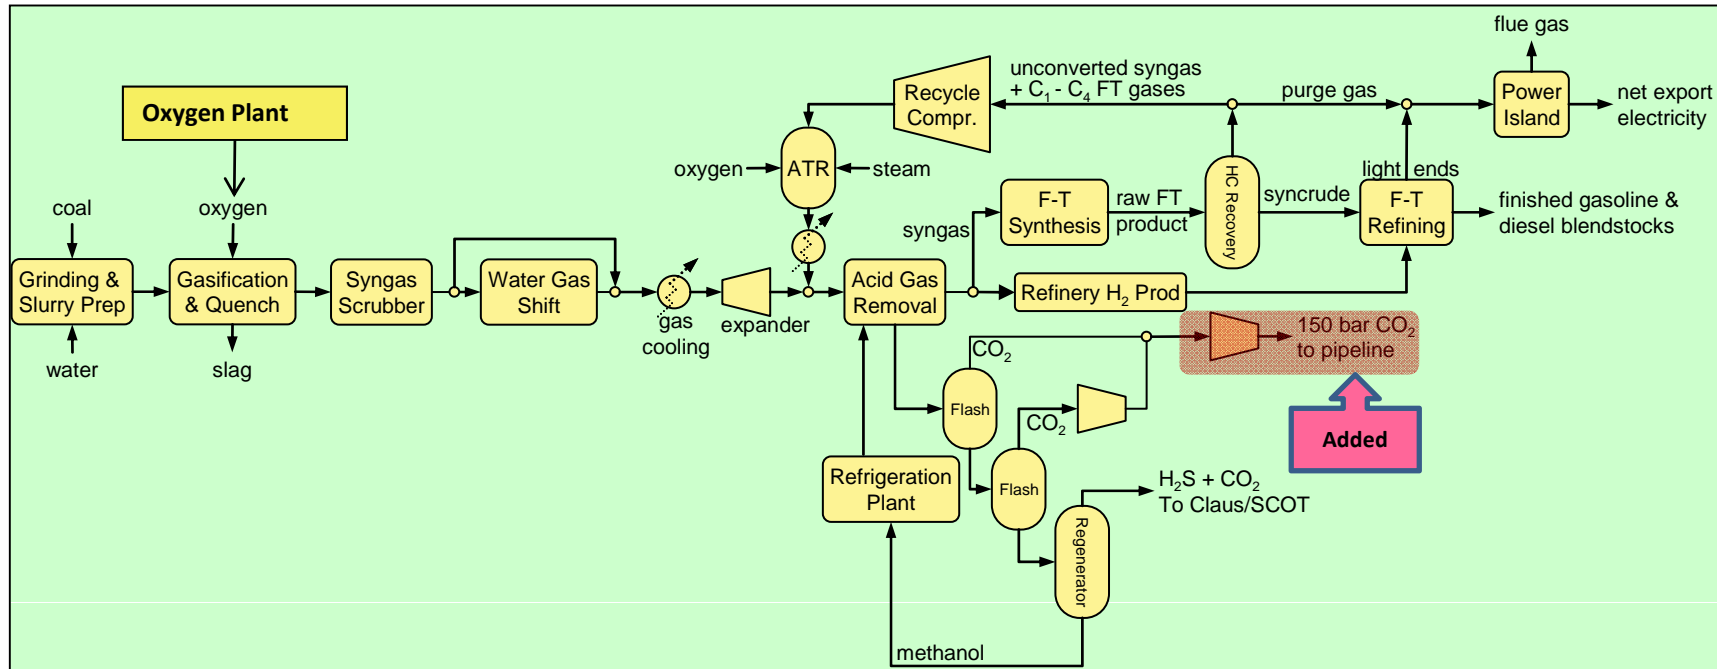 flue gas
unconverted syngas
+ C₁ - C₄ FT gases
purge gas
Recycle
Compr.
Power
Island
net export
electricity
Oxygen Plant
oxygen
ATR
steam
HC Recovery
light ends
coal
oxygen
F-T
Synthesis
raw FT
product
syncrude
F-T
Refining
finished gasoline &
diesel blendstocks
syngas
Grinding &
Slurry Prep
Gasification
& Quench
Syngas
Scrubber
Water Gas
Shift
gas
cooling
expander
Acid Gas
Removal
Refinery H₂ Prod
water
slag
CO₂
150 bar CO₂
to pipeline
Flash
CO₂
Added
Refrigeration
Plant
Flash
H₂S + CO₂
To Claus/SCOT
Regenerator
methanol